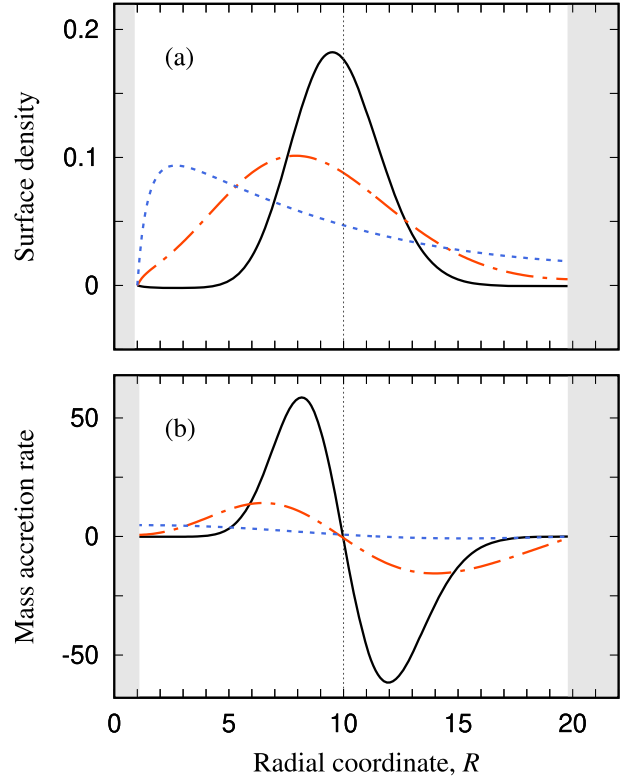 0.2
(a)
0.1
0
Surface density
50
(b)
0
-50
Mass accretion rate
0 5 10 15 20
Radial coordinate, R